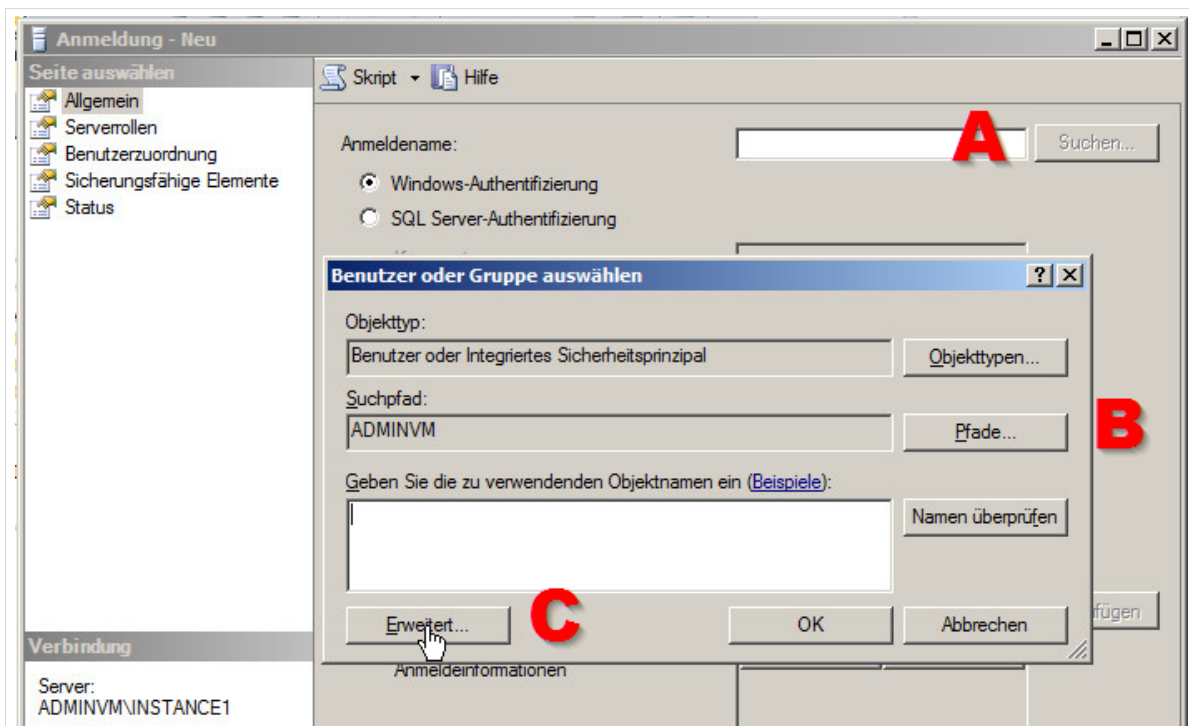 Anmeldung - Neu
Seite auswählen
Allgemein
Serverrollen
Benutzerzuordnung
Sicherungsfähige Elemente
Status
Skript
Hilfe
Anmeldename:
A
Suchen...
Windows-Authentifizierung
SQL Server-Authentifizierung
Benutzer oder Gruppe auswählen
Objekttyp:
Benutzer oder Integriertes Sicherheitsprinzipal
Objekttypen...
Suchpfad:
ADMINVM
Pfade...
B
Geben Sie die zu verwendenden Objektnamen ein (Beispiele):
Namen überprüfen
Erweitert...
C
OK
Abbrechen
fügen
Anmeldeinformationen
Verbindung
Server:
ADMINVM\INSTANCE1